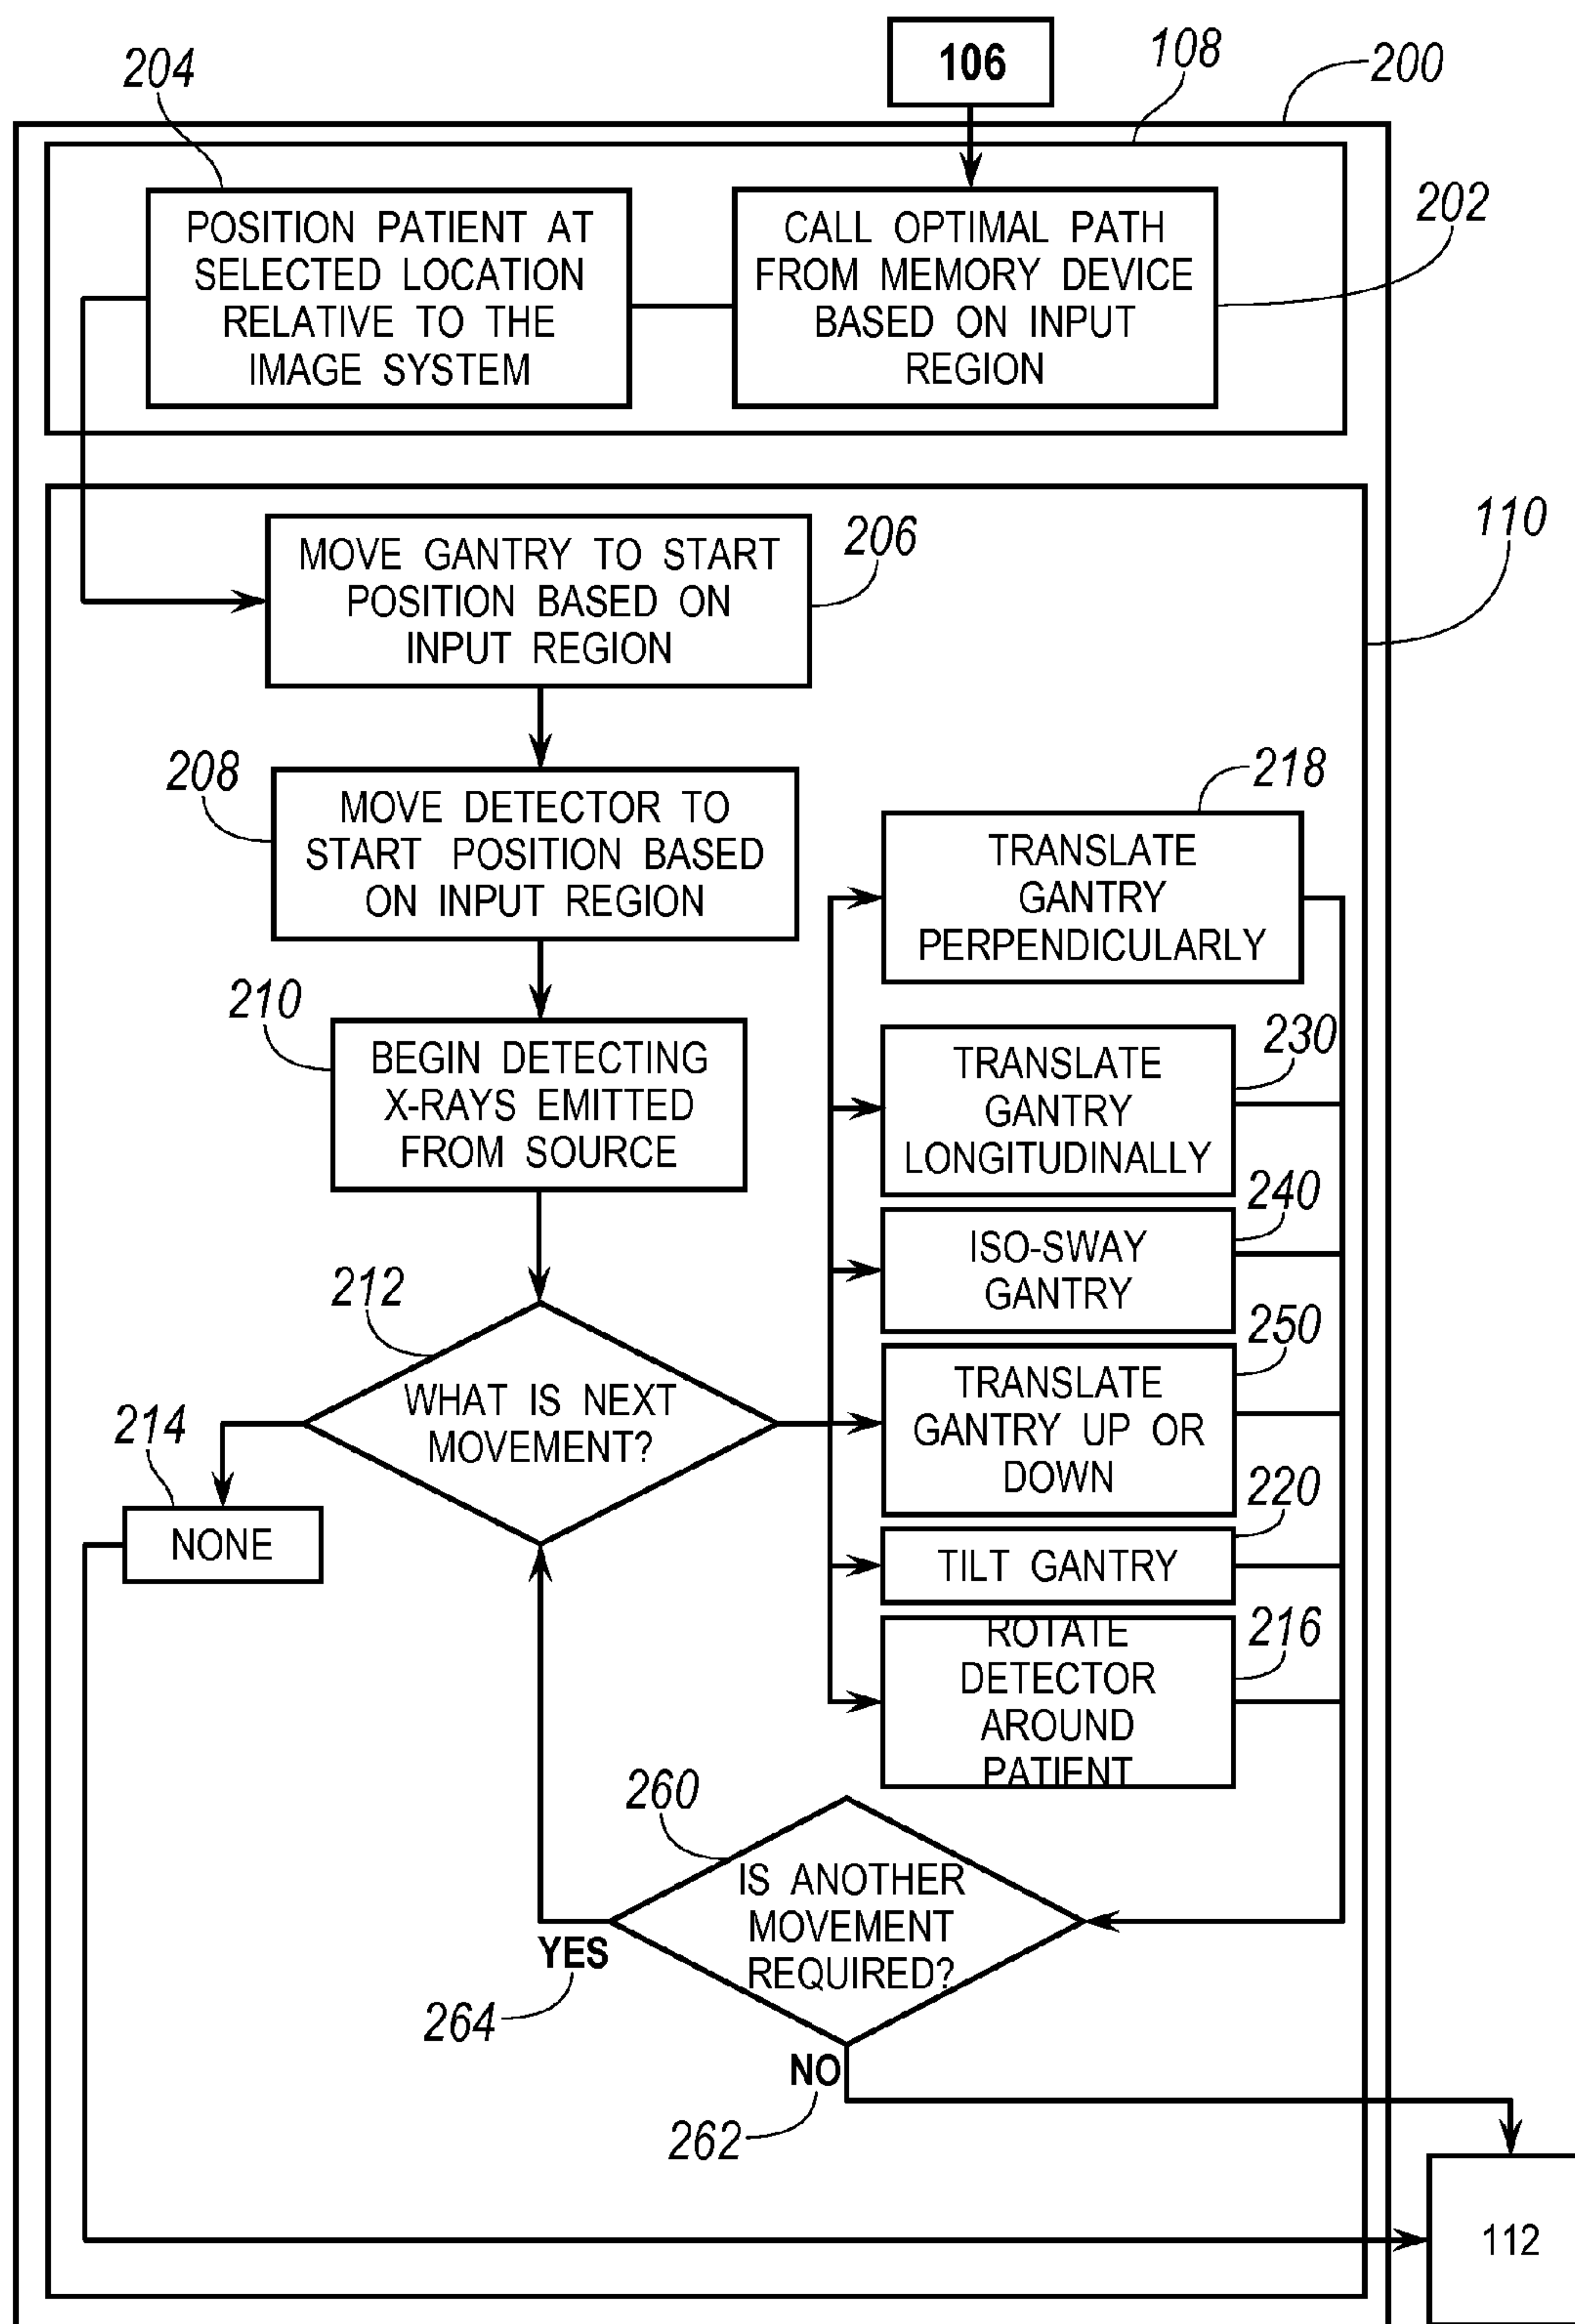 106
108
200
204
202
POSITION PATIENT AT
SELECTED LOCATION
RELATIVE TO THE
IMAGE SYSTEM
CALL OPTIMAL PATH
FROM MEMORY DEVICE
BASED ON INPUT
REGION
110
MOVE GANTRY TO START
POSITION BASED ON
INPUT REGION
206
208
MOVE DETECTOR TO
START POSITION BASED
ON INPUT REGION
218
TRANSLATE
GANTRY
PERPENDICULARLY
210
BEGIN DETECTING
X-RAYS EMITTED
FROM SOURCE
230
TRANSLATE
GANTRY
LONGITUDINALLY
240
ISO-SWAY
GANTRY
212
WHAT IS NEXT
MOVEMENT?
250
TRANSLATE
GANTRY UP OR
DOWN
214
NONE
220
TILT GANTRY
216
ROTATE
DETECTOR
AROUND
PATIENT
260
IS ANOTHER
MOVEMENT
REQUIRED?
YES
264
NO
262
112